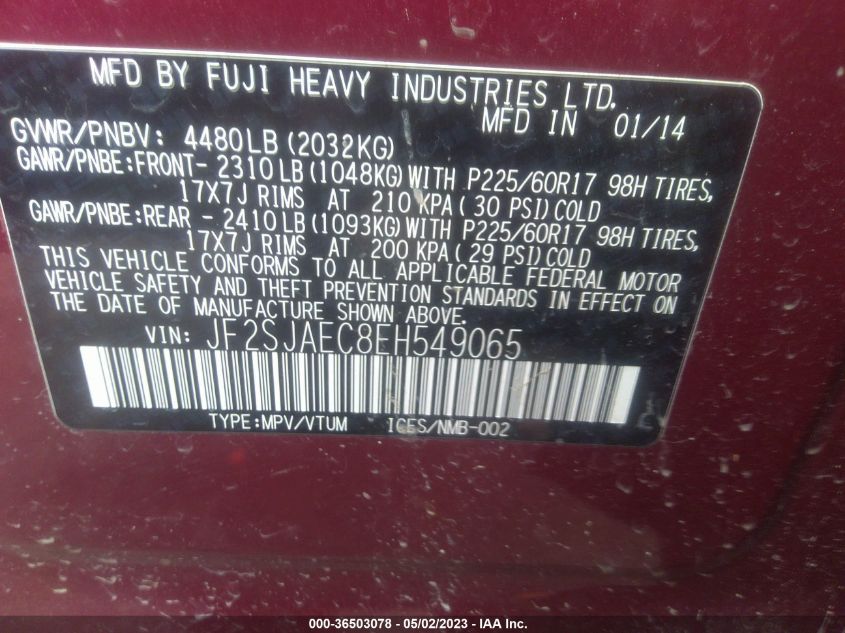 MFD BY FUJI HEAVY INDUSTRIES LTD.
MFD IN 01/14
GVWR/PNBV: 4480LB (2032KG)
GAWR/PNBE:FRONT- 2310LB (1048KG) WITH P225/60R17 98H TIRES,
17X7J RIMS AT 210 KPA (30 PSI) COLD
GAWR/PNBE:REAR - 2410LB (1093KG) WITH P225/60R17 98H TIRES,
17X7J RIMS AT 200 KPA (29 PSI) COLD
THIS VEHICLE CONFORMS TO ALL APPLICABLE FEDERAL MOTOR
VEHICLE SAFETY AND THEFT PREVENTION STANDARDS IN EFFECT ON
THE DATE OF MANUFACTURE SHOWN ABOVE.
VIN: JF2SJAEC8EH549065
TYPE:MPV/VTUM ICES/NMB-002
000-36503078 - 05/02/2023 - IAA Inc.